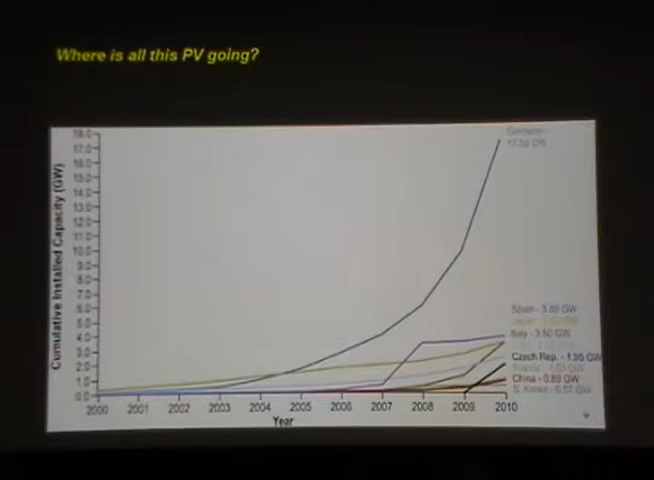 Where is all this PV going?
Cumulative Installed Capacity (GW)
18.0
17.0
16.0
15.0
14.0
13.0
12.0
11.0
10.0
9.0
8.0
7.0
6.0
5.0
4.0
3.0
2.0
1.0
0.0
2000 2001 2002 2003 2004 2005 2006 2007 2008 2009 2010
Year
Germany -
Spain - 3.89 GW
Italy - 3.50 GW
Czech Rep. - 1.95 GW
China - 0.89 GW
S. Korea - 0.57 GW